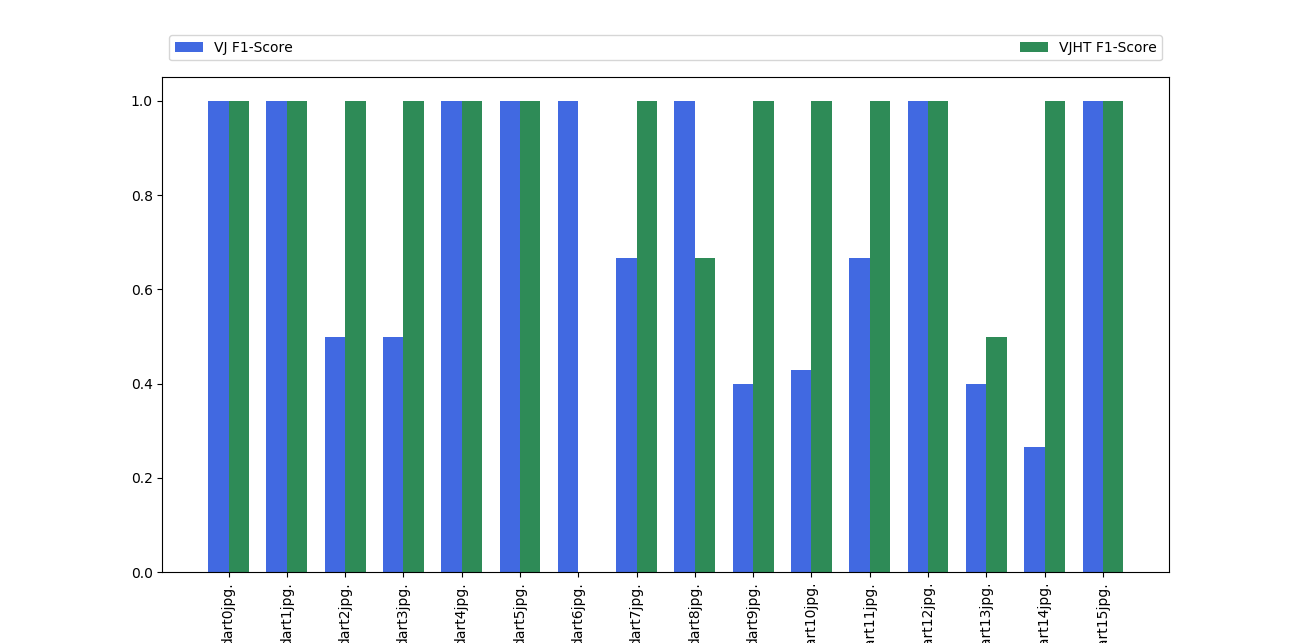 VJ F1-Score VJHT F1-Score
1.0
0.8
0.6
0.4
0.2
0.0
dart0jpg.
dart1jpg.
dart2jpg.
dart3jpg.
dart4jpg.
dart5jpg.
dart6jpg.
dart7jpg.
dart8jpg.
dart9jpg.
art10jpg.
art11jpg.
art12jpg.
art13jpg.
art14jpg.
art15jpg.